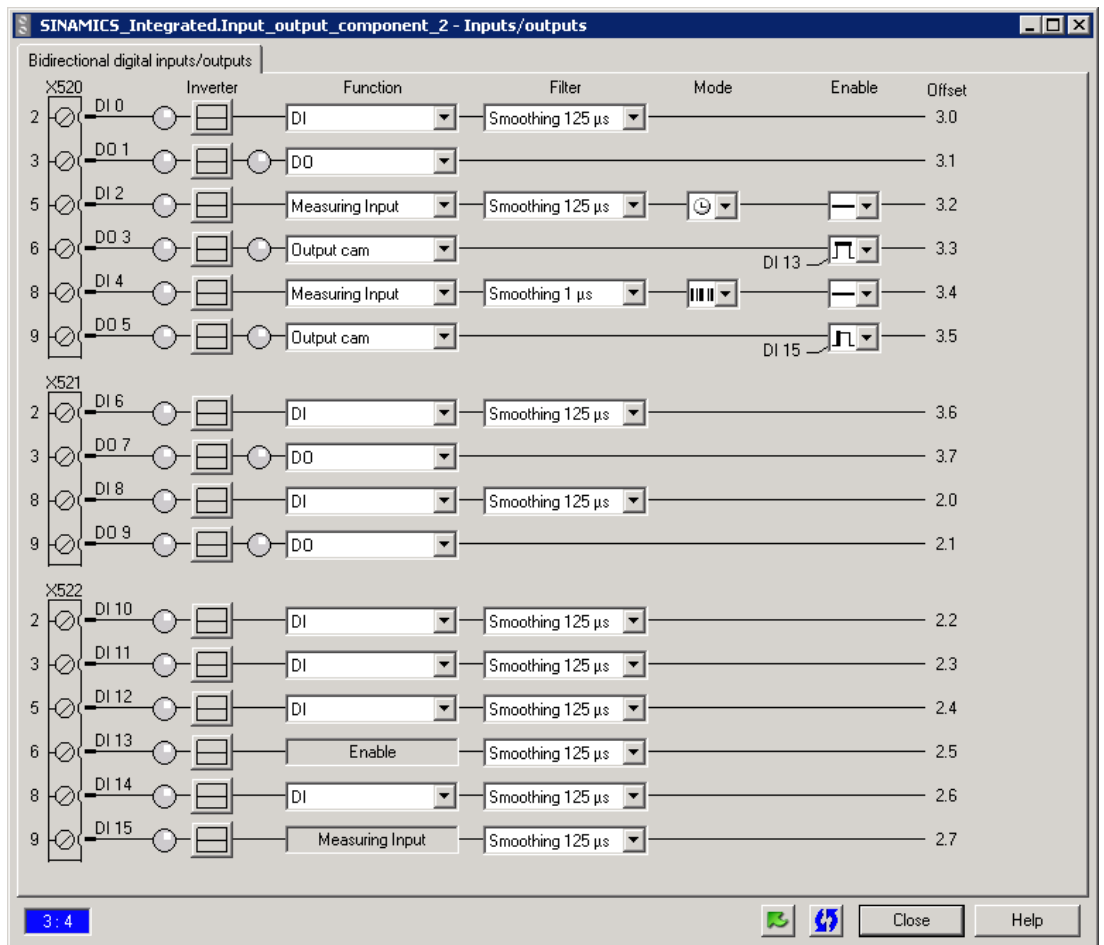 SINAMICS_Integrated.Input_output_component_2 - Inputs/outputs
Bidirectional digital inputs/outputs
X520 Inverter Function Filter Mode Enable Offset
2 DI 0 DI Smoothing 125 µs 3.0
3 DO 1 DO 3.1
5 DI 2 Measuring Input Smoothing 125 µs 3.2
6 DO 3 Output cam DI 13 3.3
8 DI 4 Measuring Input Smoothing 1 µs 3.4
9 DO 5 Output cam DI 15 3.5
X521
2 DI 6 DI Smoothing 125 µs 3.6
3 DO 7 DO 3.7
8 DI 8 DI Smoothing 125 µs 2.0
9 DO 9 DO 2.1
X522
2 DI 10 DI Smoothing 125 µs 2.2
3 DI 11 DI Smoothing 125 µs 2.3
5 DI 12 DI Smoothing 125 µs 2.4
6 DI 13 Enable Smoothing 125 µs 2.5
8 DI 14 DI Smoothing 125 µs 2.6
9 DI 15 Measuring Input Smoothing 125 µs 2.7
3 : 4 Close Help